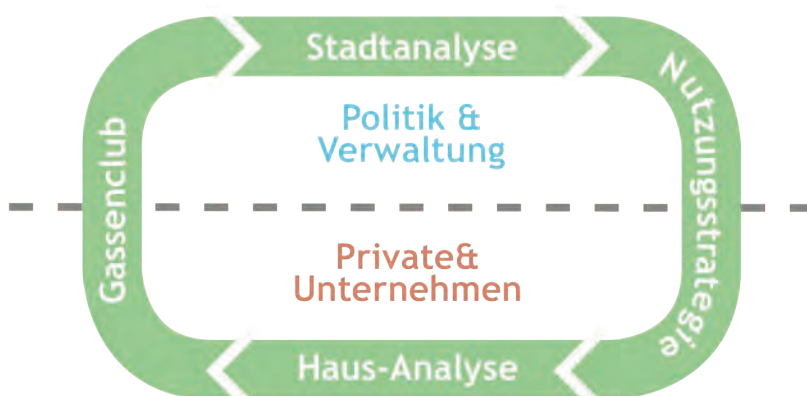 Stadtanalyse
Nutzungsstrategie
Politik &
Verwaltung
Gassenclub
Private&
Unternehmen
Haus-Analyse